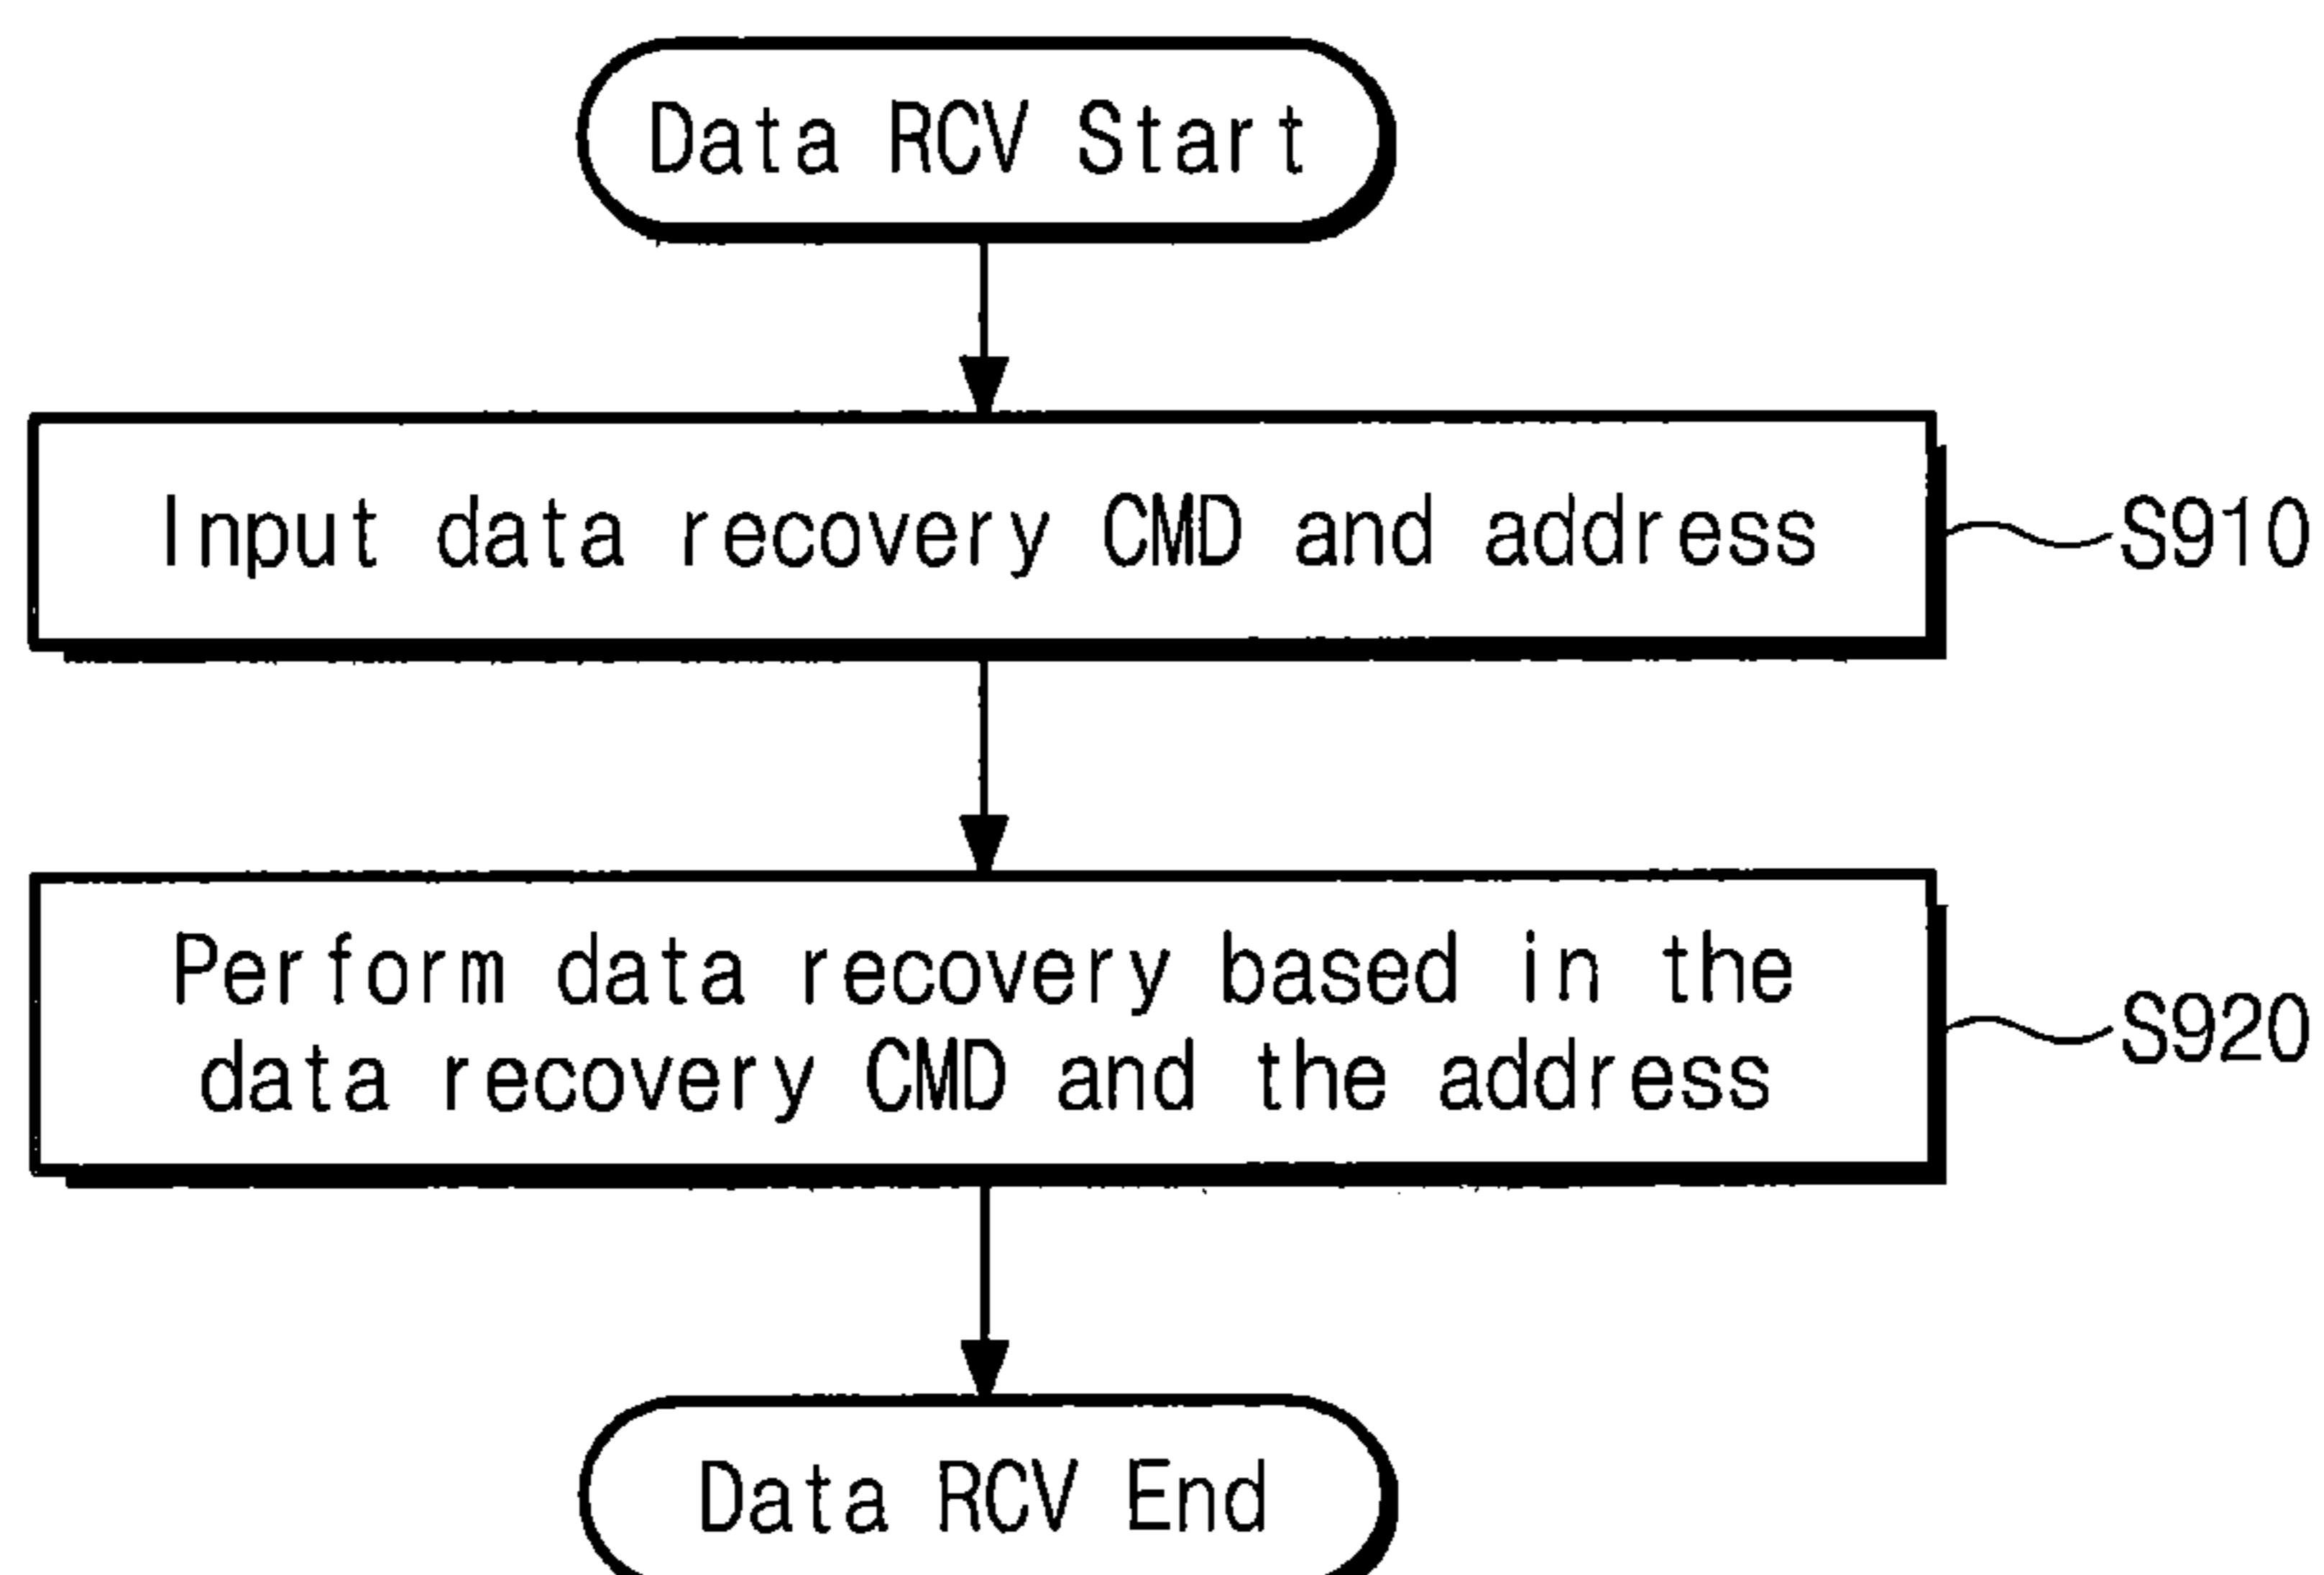 Data RCV Start
Input data recovery CMD and address
S910
Perform data recovery based in the
data recovery CMD and the address
S920
Data RCV End